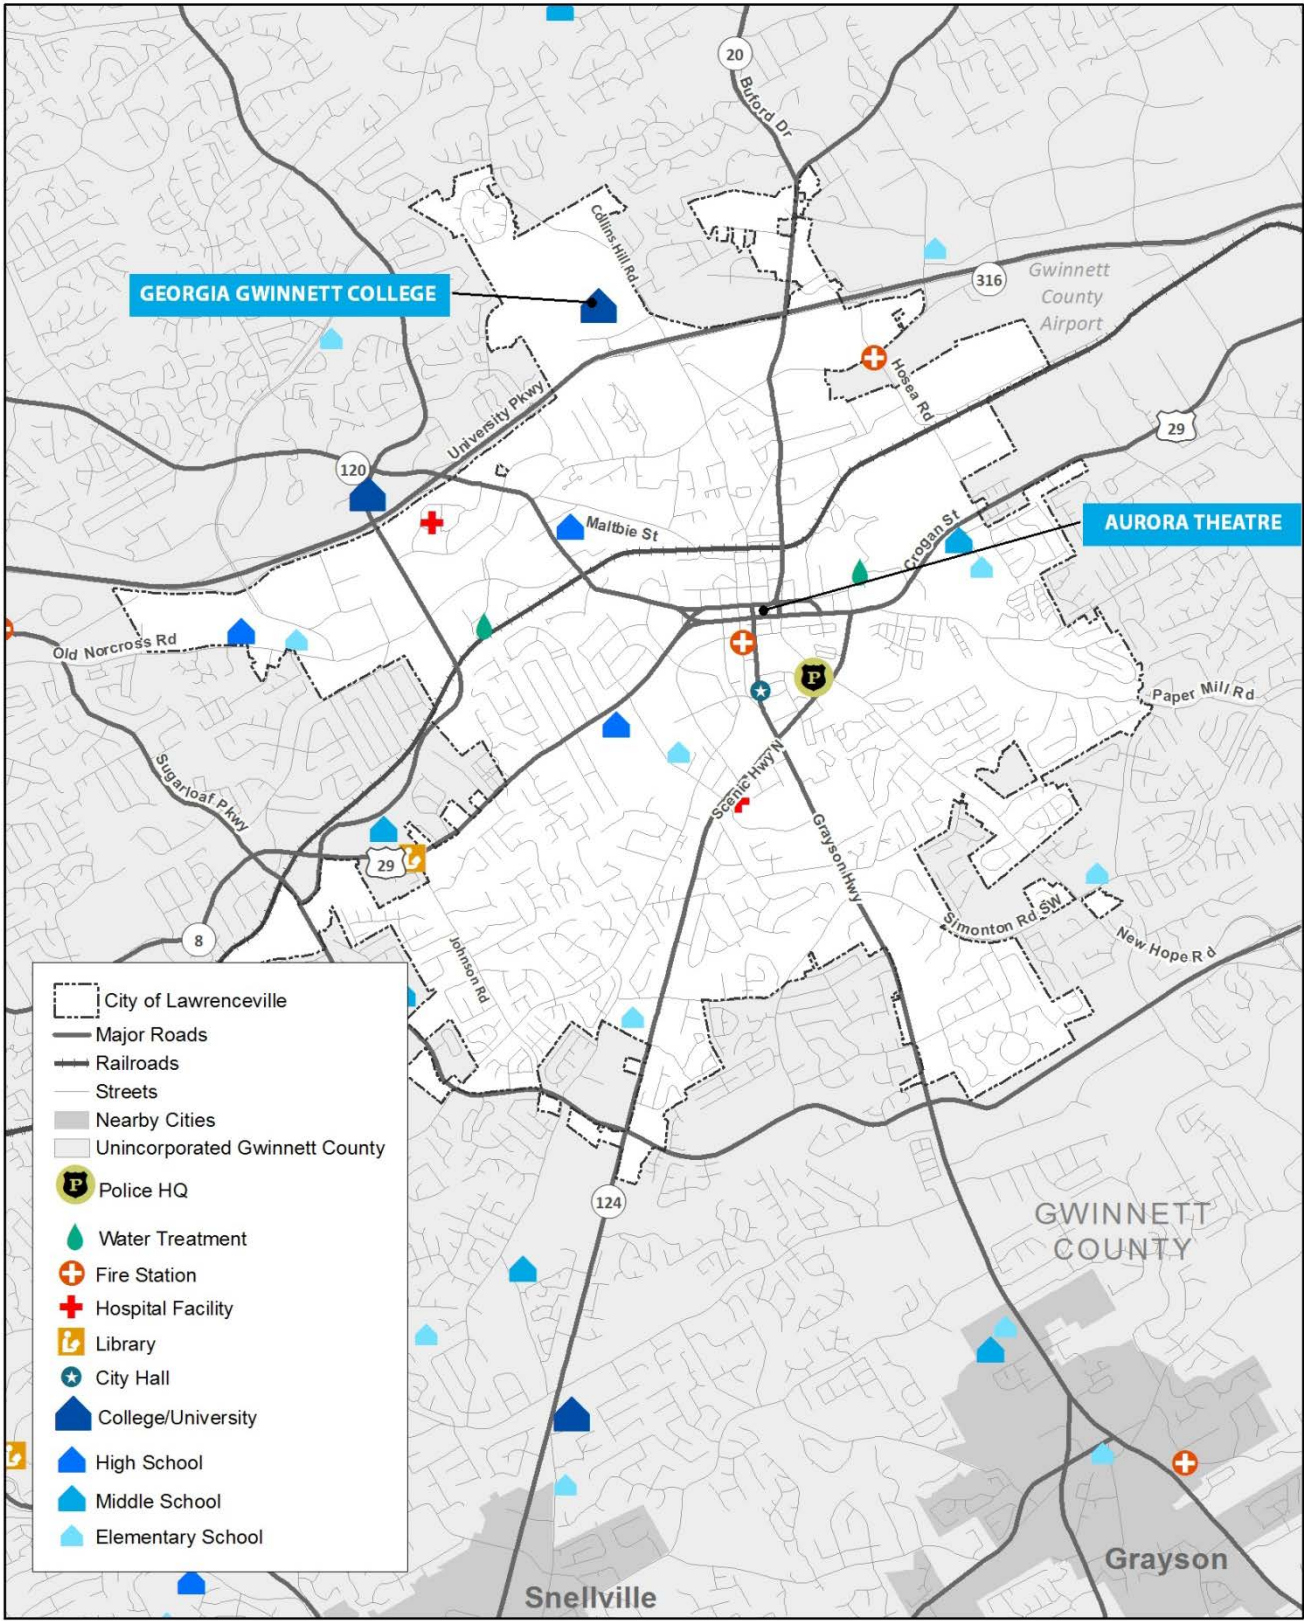 20
Buford Dr
Collins Hill Rd
GEORGIA GWINNETT COLLEGE
316
Gwinnett
County
Airport
Hosea Rd
University Pkwy
29
120
Maltbie St
Crogan St
AURORA THEATRE
Old Norcross Rd
P
Paper Mill Rd
Sugarloaf Pkwy
Scenic Hwy N
Grayson Hwy
29
8
Simonton Rd SW
New Hope Rd
Johnson Rd
City of Lawrenceville
Major Roads
Railroads
Streets
Nearby Cities
Unincorporated Gwinnett County
P
Police HQ
Water Treatment
Fire Station
Hospital Facility
Library
City Hall
College/University
High School
Middle School
Elementary School
124
GWINNETT
COUNTY
Grayson
Snellville